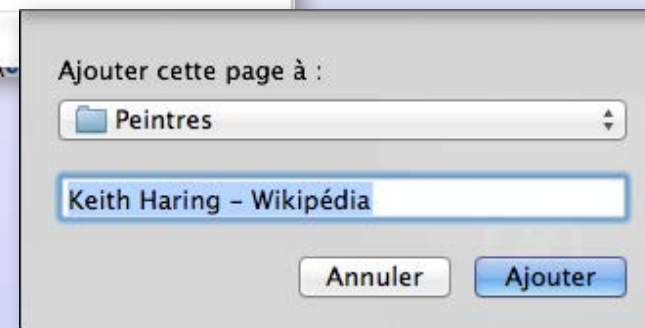 Ajouter cette page à :
Peintres
Keith Haring – Wikipédia
Annuler Ajouter